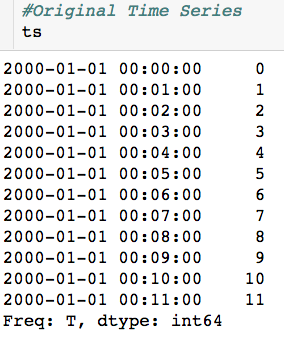 #Original Time Series
ts
2000-01-01 00:00:00 0
2000-01-01 00:01:00 1
2000-01-01 00:02:00 2
2000-01-01 00:03:00 3
2000-01-01 00:04:00 4
2000-01-01 00:05:00 5
2000-01-01 00:06:00 6
2000-01-01 00:07:00 7
2000-01-01 00:08:00 8
2000-01-01 00:09:00 9
2000-01-01 00:10:00 10
2000-01-01 00:11:00 11
Freq: T, dtype: int64